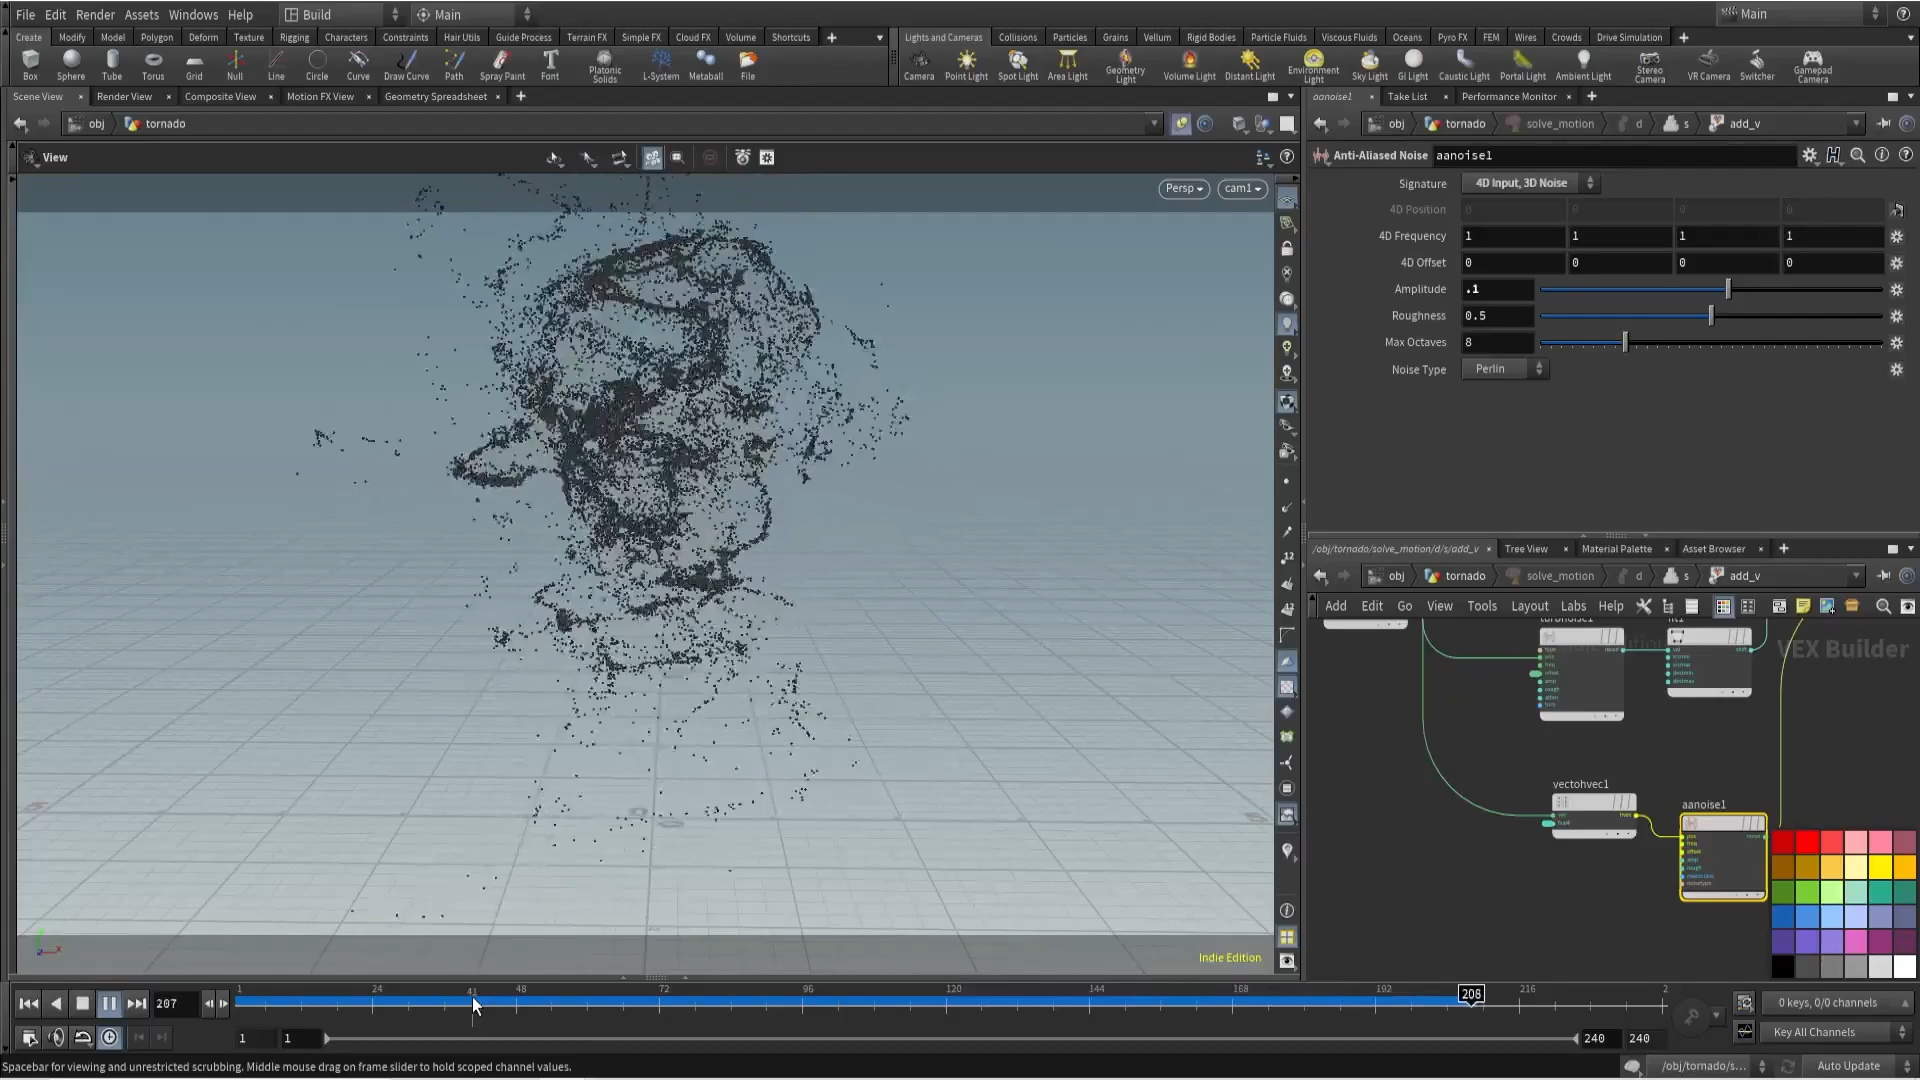 File Edit Render Assets Windows Help Build Main Main
Create Modify Model Polygon Deform Texture Rigging Characters Constraints Hair Utils Guide Process Terrain FX Simple FX Cloud FX Volume Shortcuts
Lights and Cameras Collisions Particles Grains Vellum Rigid Bodies Particle Fluids Viscous Fluids Oceans Pyro FX FEM Wires Crowds Drive Simulation
Box Sphere Tube Torus Grid Null Line Circle Curve Draw Curve Path Spray Paint Font Platonic Solids L-System Metaball File
Camera Point Light Spot Light Area Light Geometry Light Volume Light Distant Light Environment Light Sky Light GI Light Caustic Light Portal Light Ambient Light Stereo Camera VR Camera Switcher Gamepad Camera
Scene View Render View Composite View Motion FX View Geometry Spreadsheet
aanoise1 Take List Performance Monitor
obj tornado
obj tornado solve_motion d s add_v
View
Persp cam1
Anti-Aliased Noise aanoise1
Signature 4D Input, 3D Noise
4D Position 0 0 0 0
4D Frequency 1 1 1 1
4D Offset 0 0 0 0
Amplitude .1
Roughness 0.5
Max Octaves 8
Noise Type Perlin
/obj/tornado/solve_motion/d/s/add_v Tree View Material Palette Asset Browser
obj tornado solve_motion d s add_v
Add Edit Go View Tools Layout Labs Help
VEX Builder
vectohvec1
aanoise1
Indie Edition
207 1 24 41 48 72 96 120 144 168 192 208 216 2
0 keys, 0/0 channels
1 1 240 240
Key All Channels
Spacebar for viewing and unrestricted scrubbing. Middle mouse drag on frame slider to hold scoped channel values.
/obj/tornado/s... Auto Update